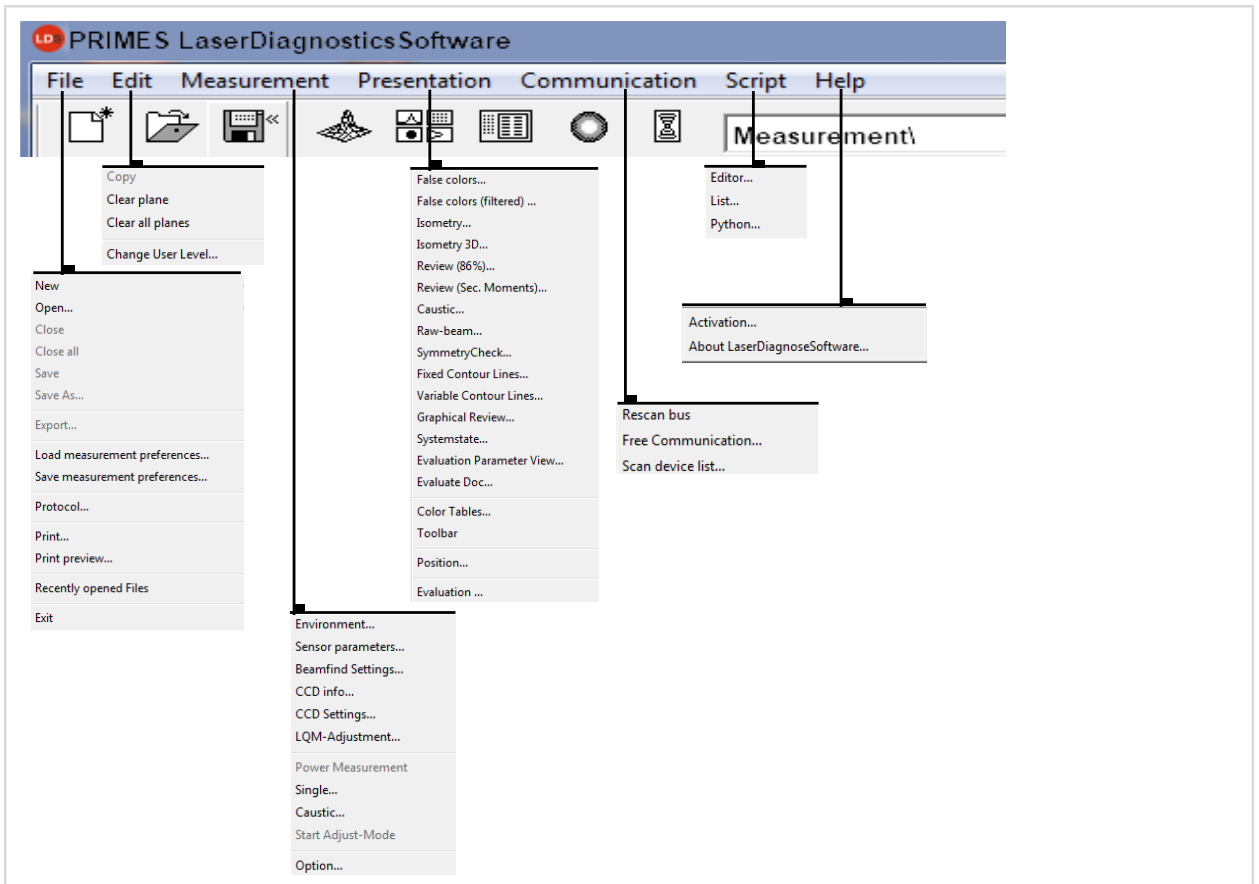 LDS PRIMES LaserDiagnosticsSoftware
File Edit Measurement Presentation Communication Script Help
Measurement\
Copy
Clear plane
Clear all planes
Change User Level...
New
Open...
Close
Close all
Save
Save As...
Export...
Load measurement preferences...
Save measurement preferences...
Protocol...
Print...
Print preview...
Recently opened Files
Exit
Environment...
Sensor parameters...
Beamfind Settings...
CCD info...
CCD Settings...
LQM-Adjustment...
Power Measurement
Single...
Caustic...
Start Adjust-Mode
Option...
False colors...
False colors (filtered) ...
Isometry...
Isometry 3D...
Review (86%)...
Review (Sec. Moments)...
Caustic...
Raw-beam...
SymmetryCheck...
Fixed Contour Lines...
Variable Contour Lines...
Graphical Review...
Systemstate...
Evaluation Parameter View...
Evaluate Doc...
Color Tables...
Toolbar
Position...
Evaluation ...
Rescan bus
Free Communication...
Scan device list...
Editor...
List...
Python...
Activation...
About LaserDiagnoseSoftware...